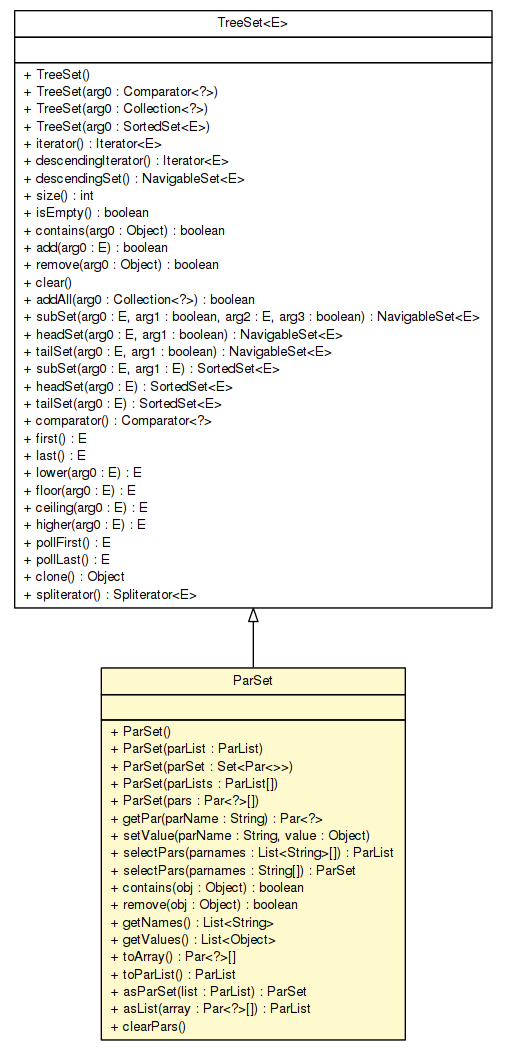 TreeSet<E>
+ TreeSet()
+ TreeSet(arg0 : Comparator<?>)
+ TreeSet(arg0 : Collection<?>)
+ TreeSet(arg0 : SortedSet<E>)
+ iterator() : Iterator<E>
+ descendingIterator() : Iterator<E>
+ descendingSet() : NavigableSet<E>
+ size() : int
+ isEmpty() : boolean
+ contains(arg0 : Object) : boolean
+ add(arg0 : E) : boolean
+ remove(arg0 : Object) : boolean
+ clear()
+ addAll(arg0 : Collection<?>) : boolean
+ subSet(arg0 : E, arg1 : boolean, arg2 : E, arg3 : boolean) : NavigableSet<E>
+ headSet(arg0 : E, arg1 : boolean) : NavigableSet<E>
+ tailSet(arg0 : E, arg1 : boolean) : NavigableSet<E>
+ subSet(arg0 : E, arg1 : E) : SortedSet<E>
+ headSet(arg0 : E) : SortedSet<E>
+ tailSet(arg0 : E) : SortedSet<E>
+ comparator() : Comparator<?>
+ first() : E
+ last() : E
+ lower(arg0 : E) : E
+ floor(arg0 : E) : E
+ ceiling(arg0 : E) : E
+ higher(arg0 : E) : E
+ pollFirst() : E
+ pollLast() : E
+ clone() : Object
+ spliterator() : Spliterator<E>
ParSet
+ ParSet()
+ ParSet(parList : ParList)
+ ParSet(parSet : Set<Par<>>)
+ ParSet(parLists : ParList[])
+ ParSet(pars : Par<?>[])
+ getPar(parName : String) : Par<?>
+ setValue(parName : String, value : Object)
+ selectPars(parnames : List<String>[]) : ParList
+ selectPars(parnames : String[]) : ParSet
+ contains(obj : Object) : boolean
+ remove(obj : Object) : boolean
+ getNames() : List<String>
+ getValues() : List<Object>
+ toArray() : Par<?>[]
+ toParList() : ParList
+ asParSet(list : ParList) : ParSet
+ asList(array : Par<?>[]) : ParList
+ clearPars()